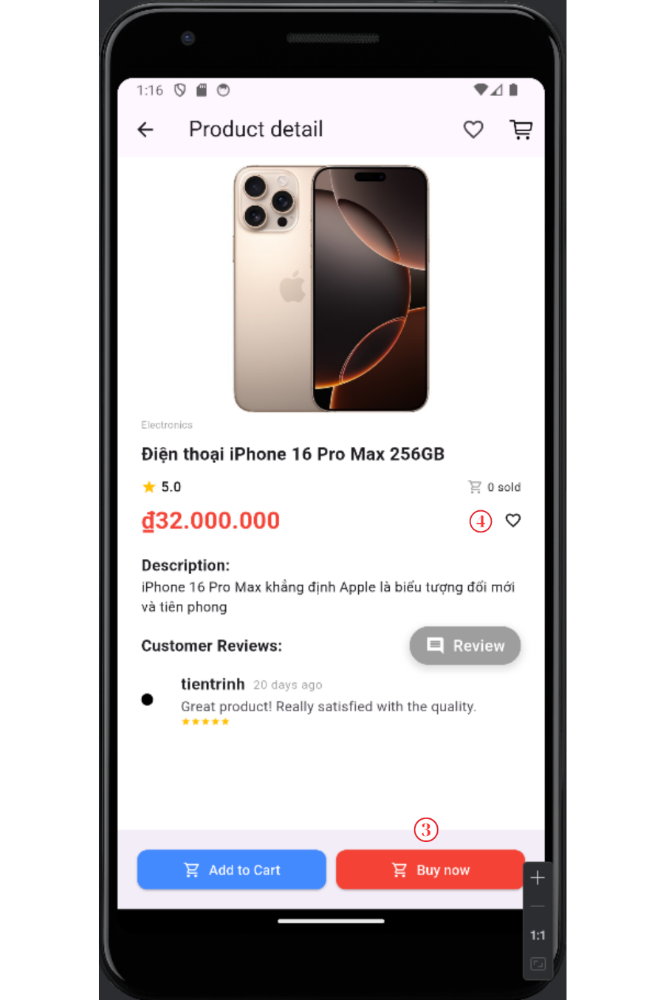 1:16
Product detail
Electronics
Điện thoại iPhone 16 Pro Max 256GB
5.0
0 sold
₫32.000.000
4
Description:
iPhone 16 Pro Max khẳng định Apple là biểu tượng đổi mới
và tiên phong
Customer Reviews:
Review
tientrinh 20 days ago
Great product! Really satisfied with the quality.
3
Add to Cart
Buy now
1:1